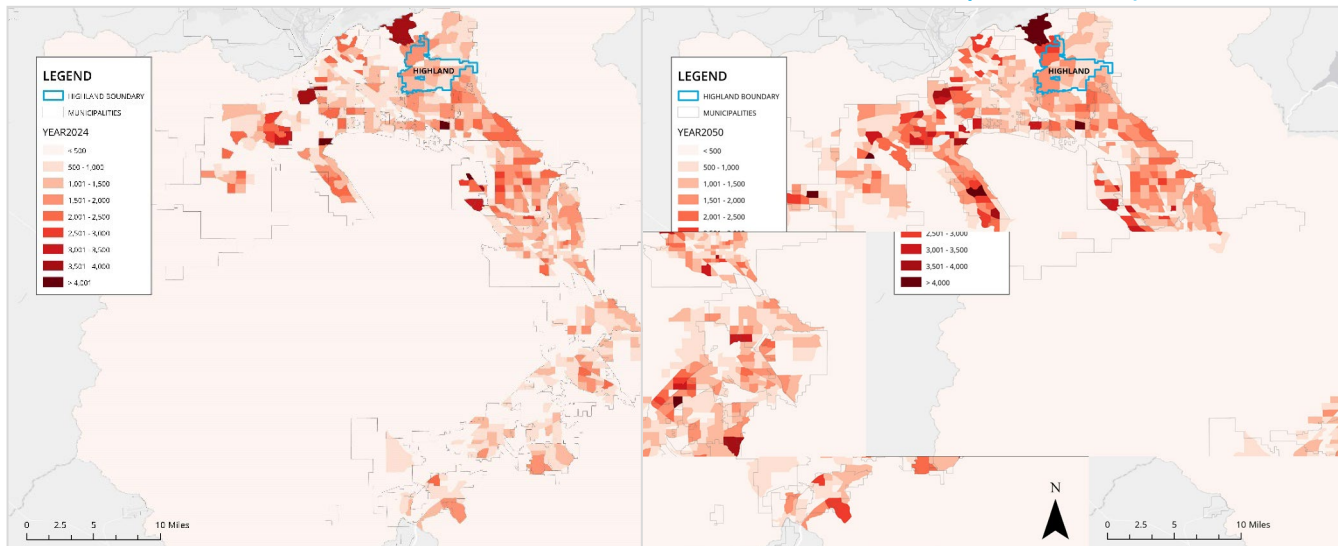 LEGEND
HIGHLAND BOUNDARY
MUNICIPALITIES
YEAR2024
< 500
500 - 1,000
1,001 - 1,500
1,501 - 2,000
2,001 - 2,500
2,501 - 3,000
3,001 - 3,500
3,501 - 4,000
> 4,001
HIGHLAND
0 2.5 5 10 Miles
LEGEND
HIGHLAND BOUNDARY
MUNICIPALITIES
YEAR2050
< 500
500 - 1,000
1,001 - 1,500
1,501 - 2,000
2,001 - 2,500
HIGHLAND
2,501 - 3,000
3,001 - 3,500
3,501 - 4,000
> 4,000
N
0 2.5 5 10 Miles